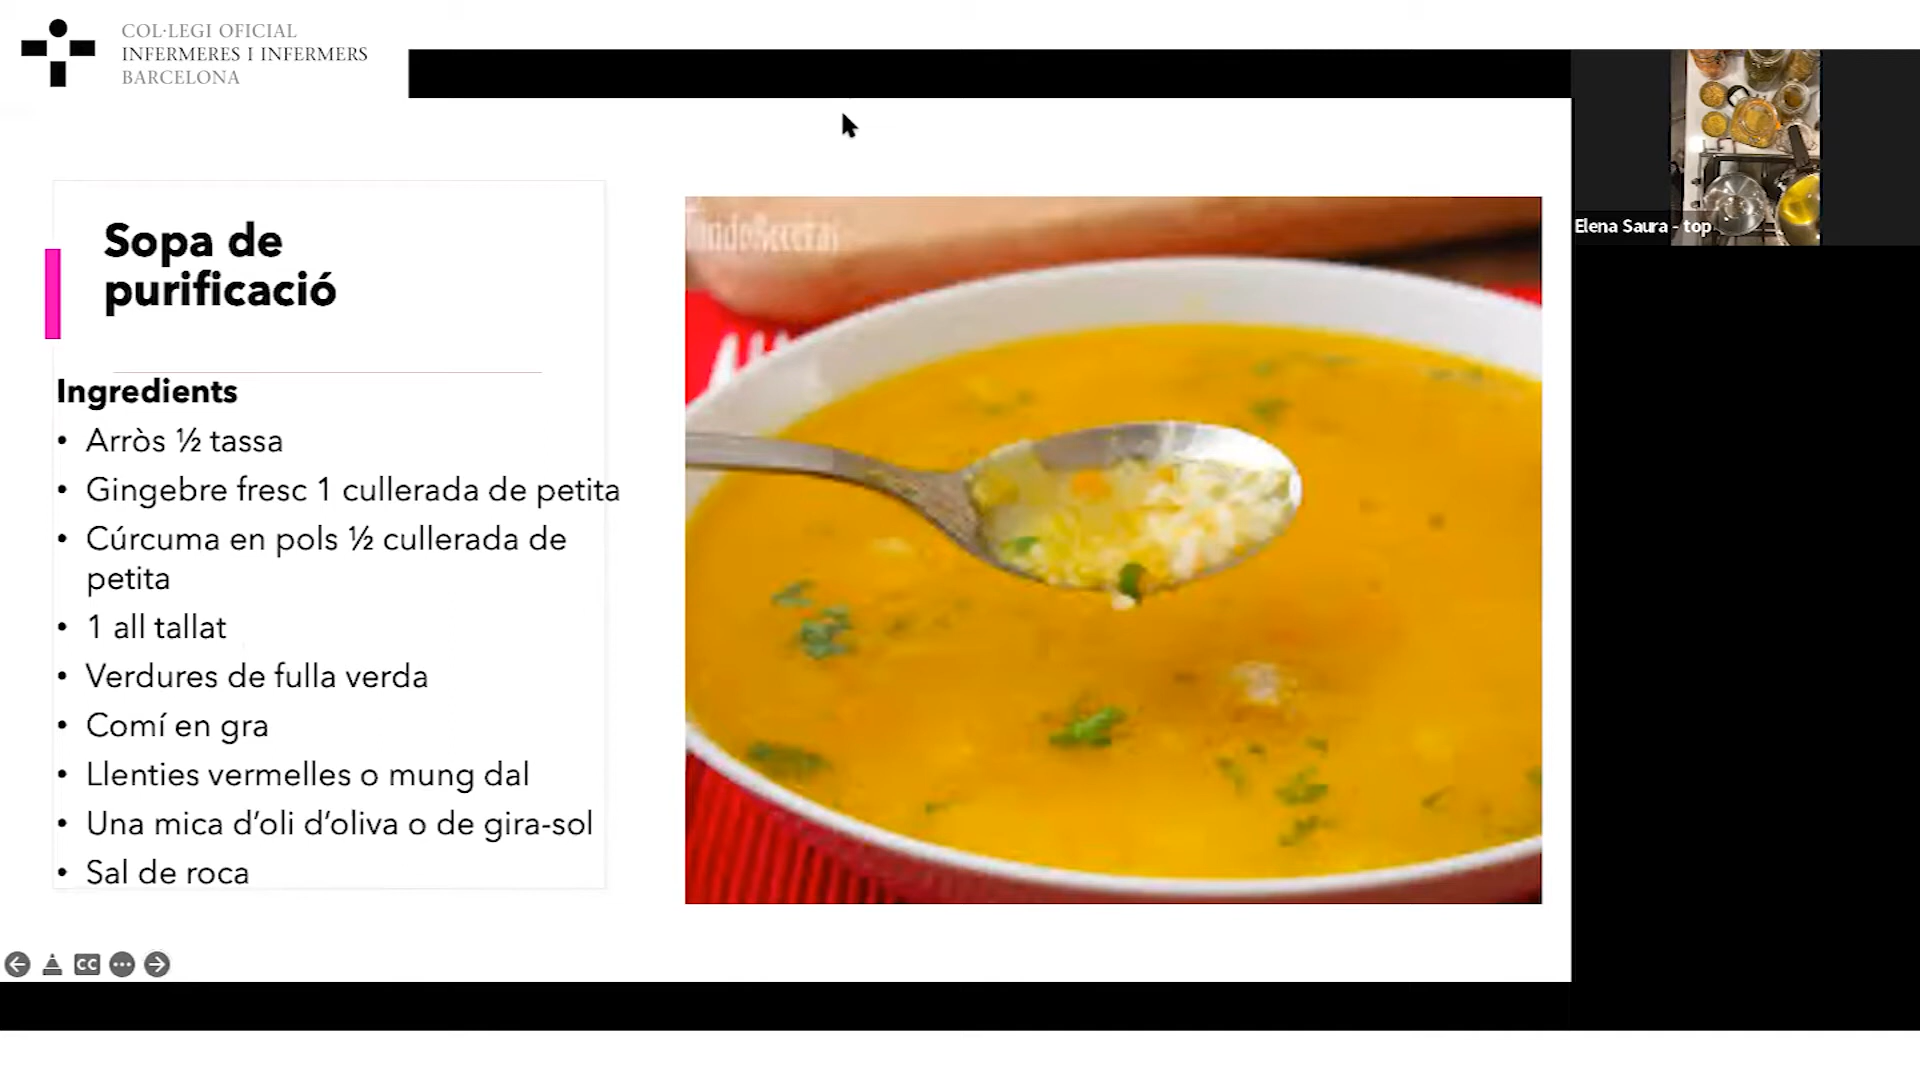 COL·LEGI OFICIAL
INFERMERES I INFERMERS
BARCELONA
Sopa de
purificació
Ingredients
• Arròs ½ tassa
• Gingebre fresc 1 cullerada de petita
• Cúrcuma en pols ½ cullerada de
petita
• 1 all tallat
• Verdures de fulla verda
• Comí en gra
• Llenties vermelles o mung dal
• Una mica d’oli d’oliva o de gira-sol
• Sal de roca
Elena Saura - top
CC